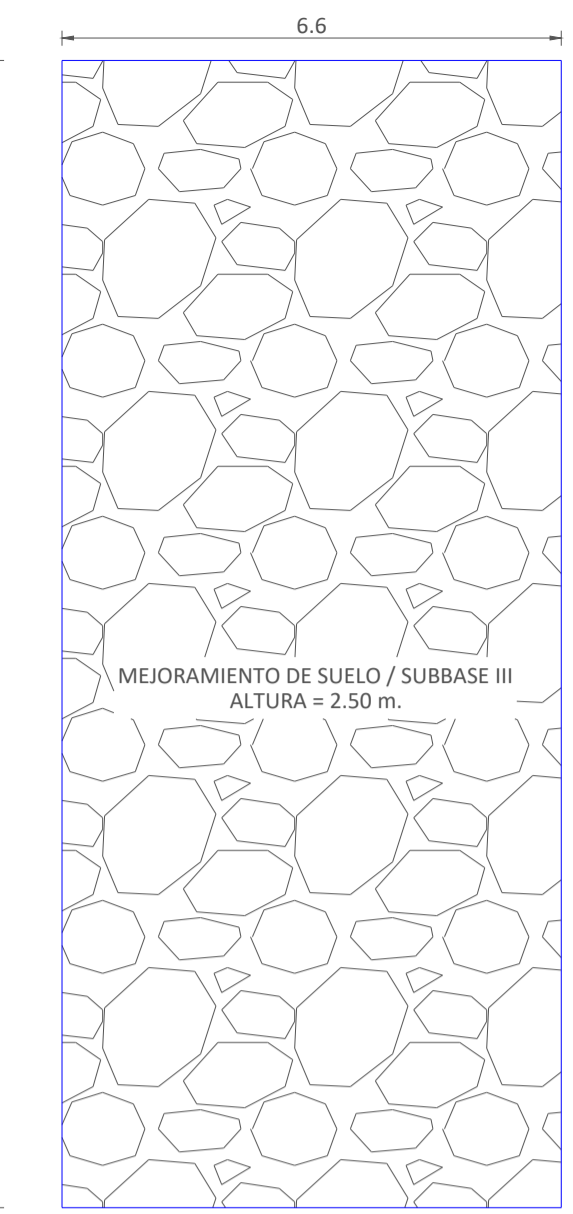 6.6
MEJORAMIENTO DE SUELO / SUBBASE III
ALTURA = 2.50 m.